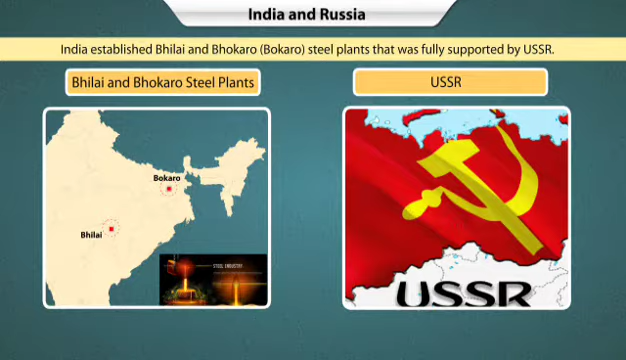 India and Russia
India established Bhilai and Bhokaro (Bokaro) steel plants that was fully supported by USSR.
Bhilai and Bhokaro Steel Plants
USSR
Bokaro
Bhilai
STEEL INDUSTRY
USSR